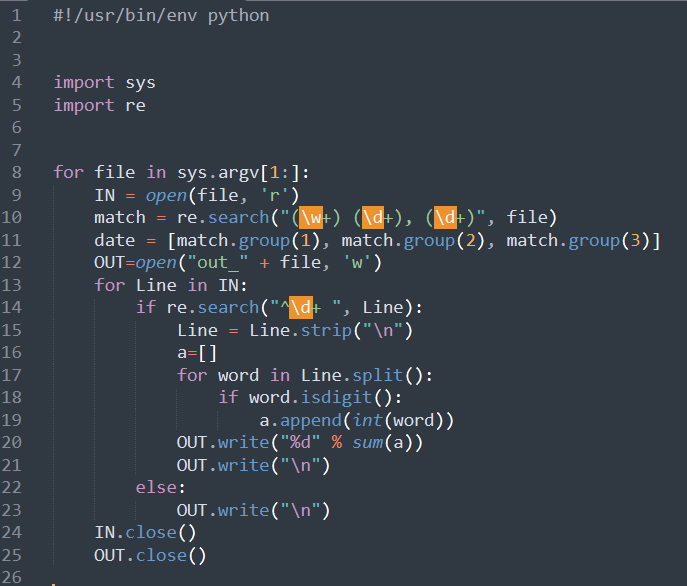 1 #!/usr/bin/env python
2
3
4 import sys
5 import re
6
7
8 for file in sys.argv[1:]:
9     IN = open(file, 'r')
10     match = re.search("(\w+) (\d+), (\d+)", file)
11     date = [match.group(1), match.group(2), match.group(3)]
12     OUT=open("out_" + file, 'w')
13     for Line in IN:
14         if re.search("^\d+ ", Line):
15             Line = Line.strip("\n")
16             a=[]
17             for word in Line.split():
18                 if word.isdigit():
19                     a.append(int(word))
20             OUT.write("%d" % sum(a))
21             OUT.write("\n")
22         else:
23             OUT.write("\n")
24     IN.close()
25     OUT.close()
26